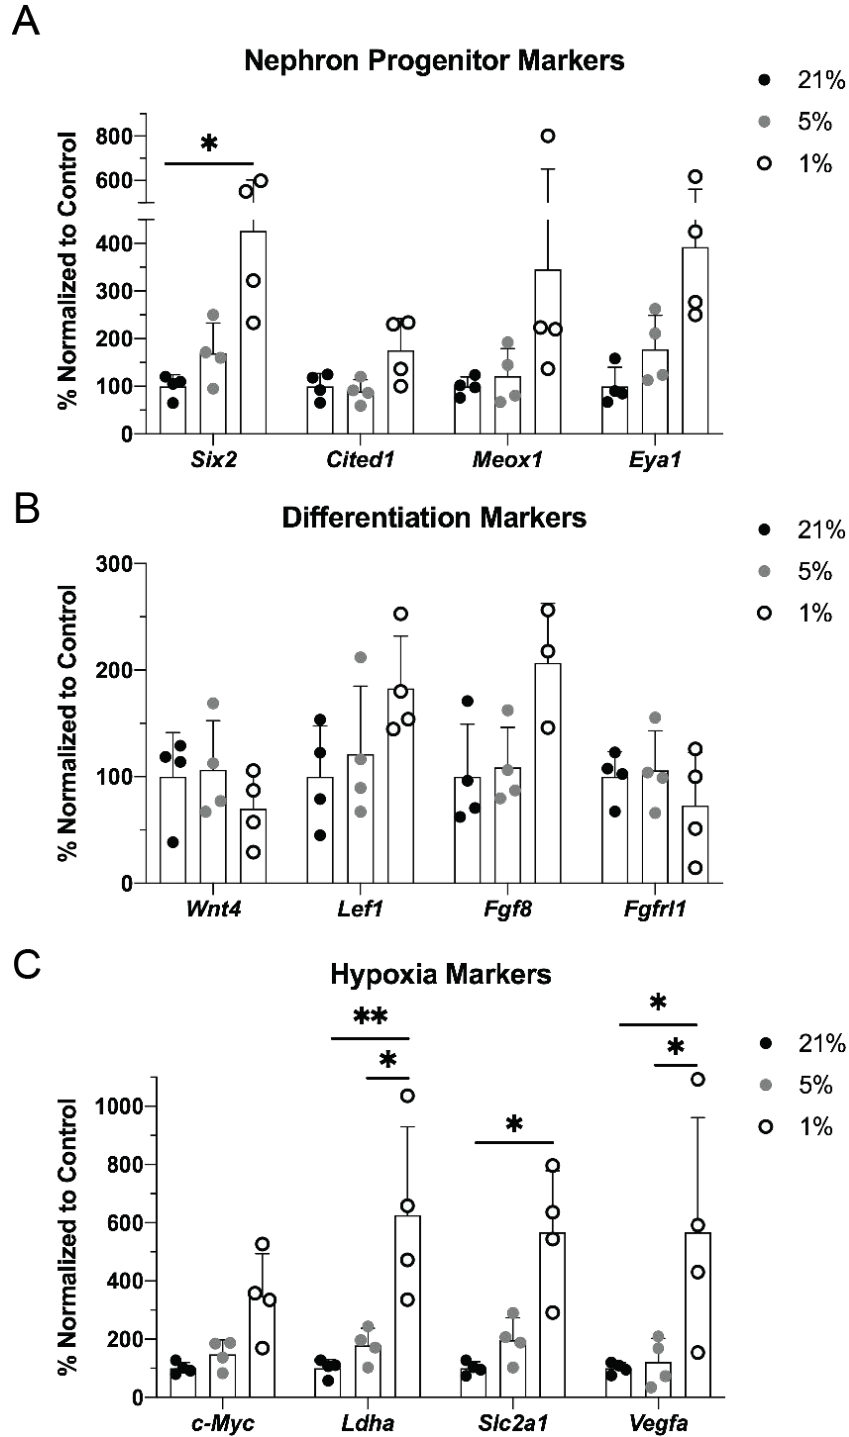 A
Nephron Progenitor Markers
21%
5%
1%
% Normalized to Control
800
600
400
300
200
100
0
*
Six2
Cited1
Meox1
Eya1
B
Differentiation Markers
21%
5%
1%
% Normalized to Control
300
200
100
0
Wnt4
Lef1
Fgf8
Fgfrl1
C
Hypoxia Markers
21%
5%
1%
% Normalized to Control
1000
800
600
400
200
0
**
*
*
*
*
c-Myc
Ldha
Slc2a1
Vegfa